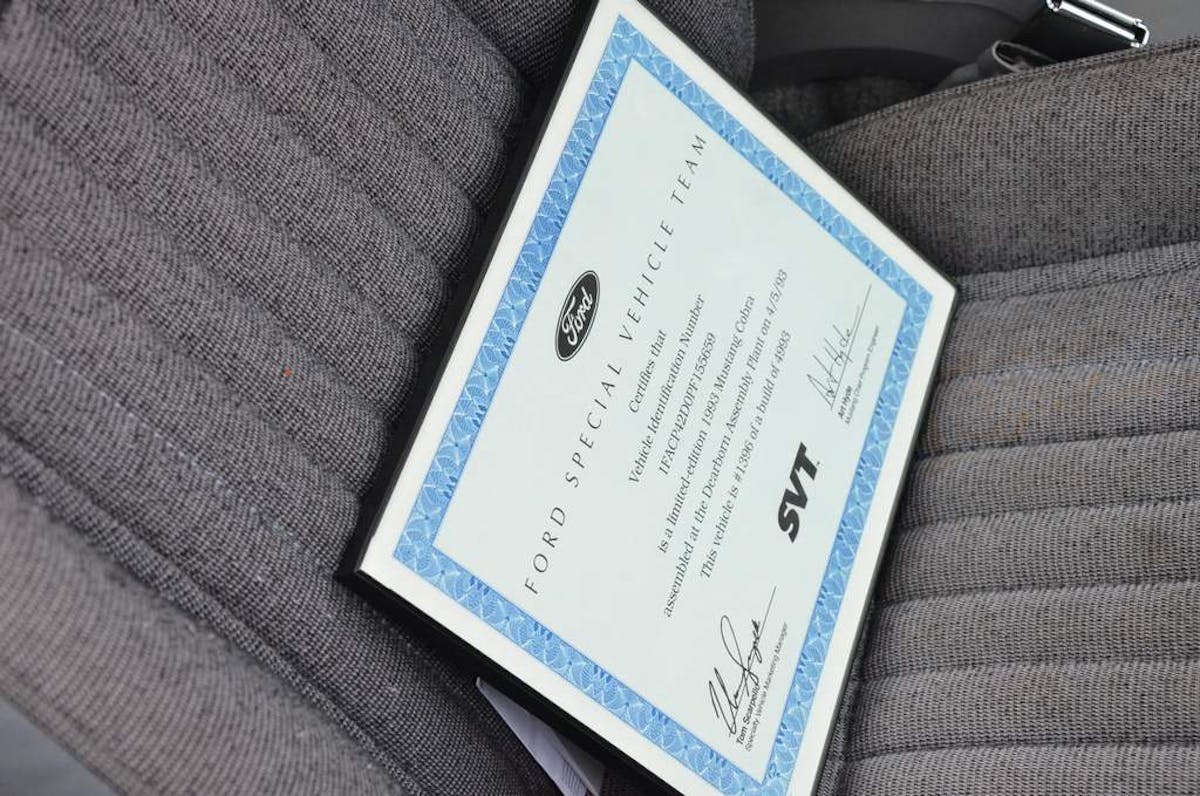 Ford
FORD SPECIAL VEHICLE TEAM
Certifies that
Vehicle Identification Number
1FACP42D0PF155659
is a limited-edition 1993 Mustang Cobra
assembled at the Dearborn Assembly Plant on 4/5/93
This vehicle is #1396 of a build of 4993
Tom Scarpello
Specialty Vehicle Marketing Manager
SVT
Art Hyde
Art Hyde
Mustang Chief Program Engineer